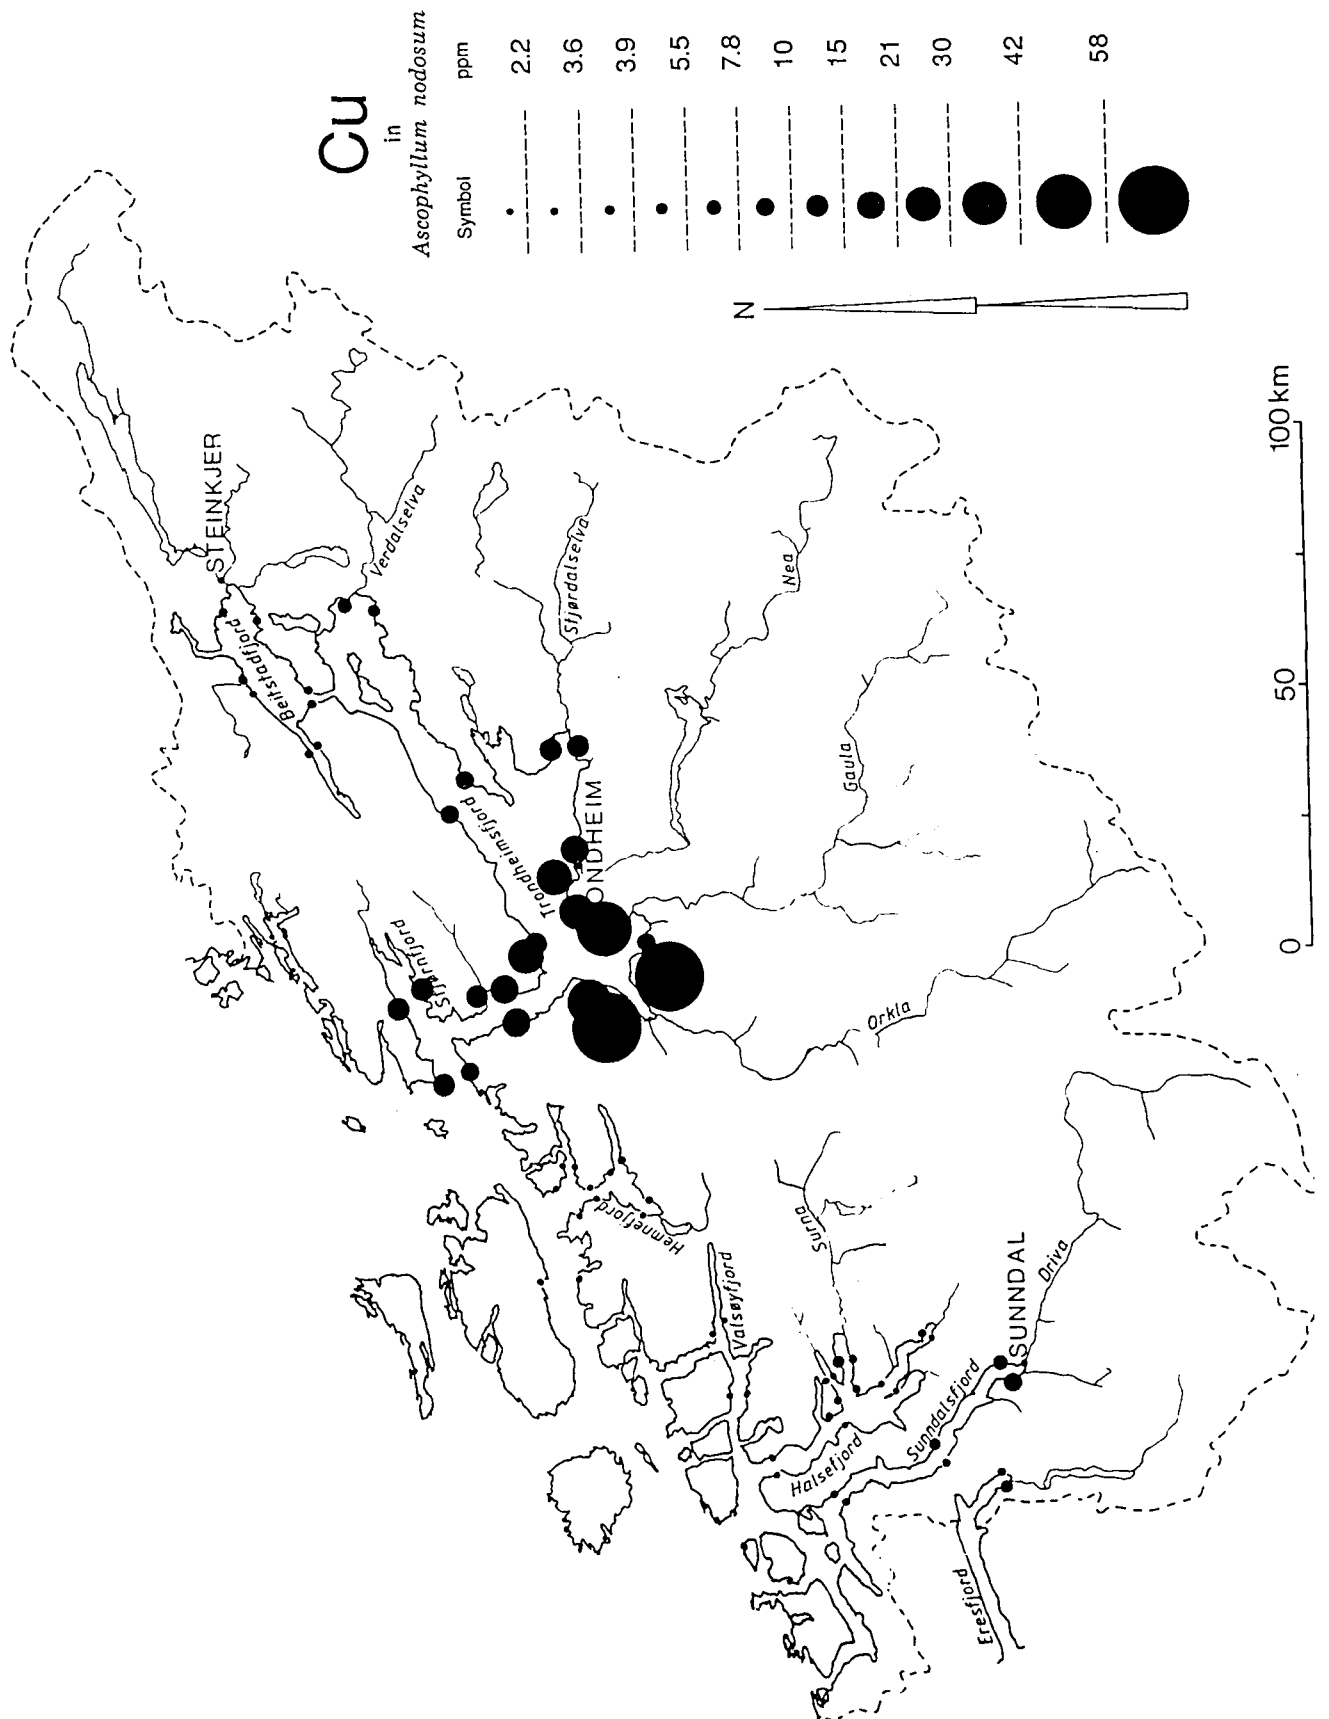 Cu
in
Ascophyllum nodosum
Symbol ppm
2.2
3.6
3.9
5.5
7.8
10
15
21
30
42
58
N
0 50 100 km
STEINKJER
Beitstadfjord
Verdalselva
Stjørdalselva
Trondheimsfjord
ONDHEIM
Stjørnfjord
Nea
Gaula
Orkla
Hemnefjord
Valsøyfjord
Surna
Halsefjord
Sunndalsfjord
SUNNDAL
Driva
Eresfjord